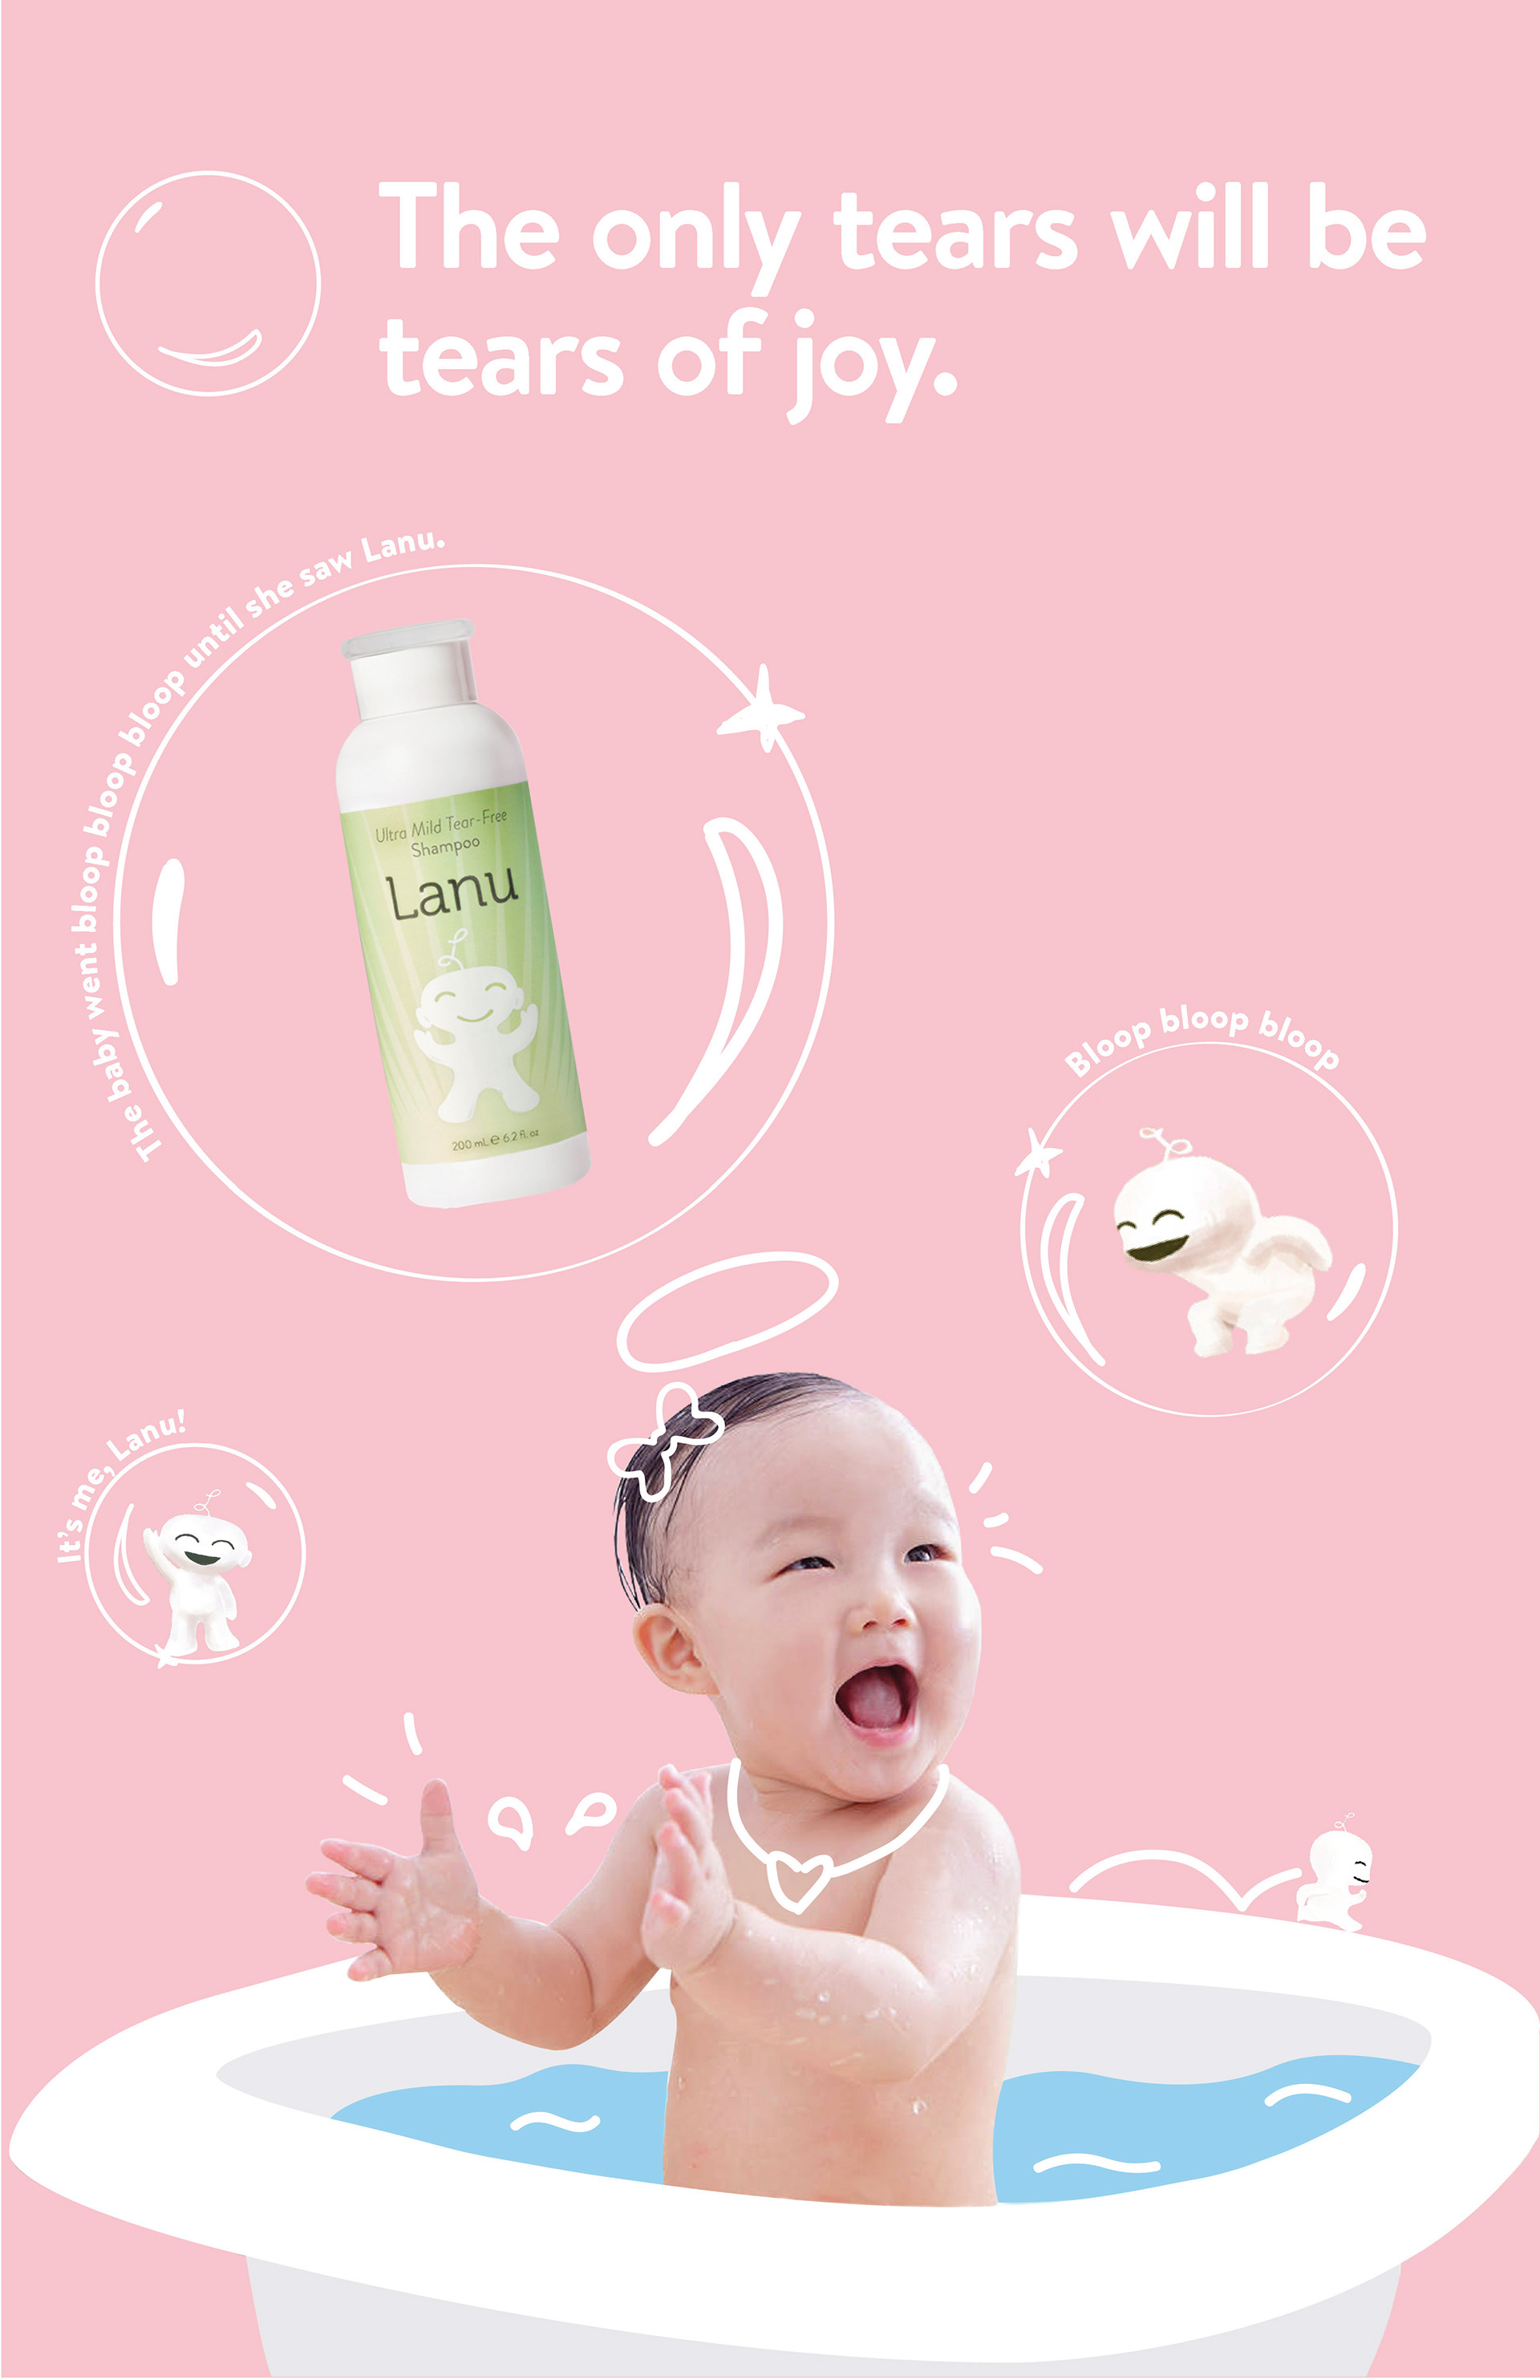 The only tears will be
tears of joy.
The baby went bloop bloop bloop bloop until she saw Lanu.
Ultra Mild Tear-Free
Shampoo
Lanu
200 mL e 6.2 fl. oz
Bloop bloop bloop
It's me, Lanu!